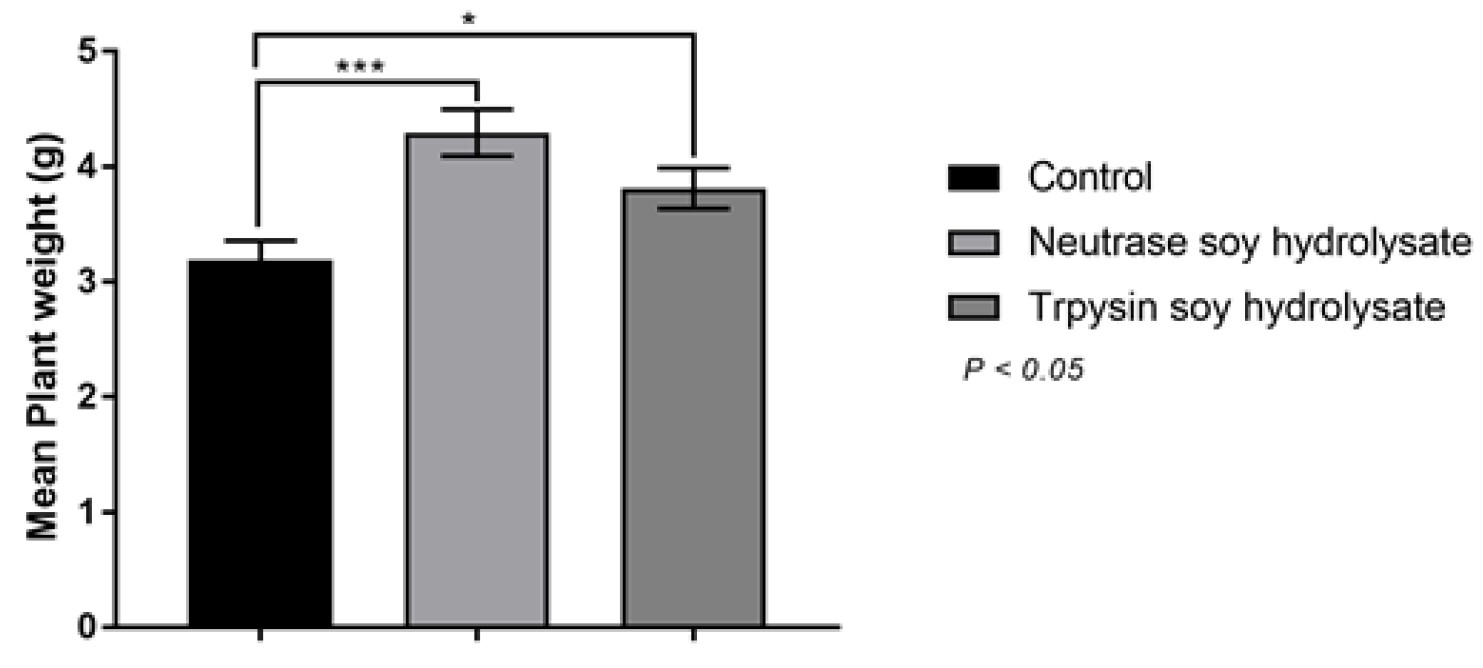 *
***
Mean Plant weight (g)
5
4
3
2
1
0
Control
Neutrase soy hydrolysate
Trpysin soy hydrolysate
P < 0.05